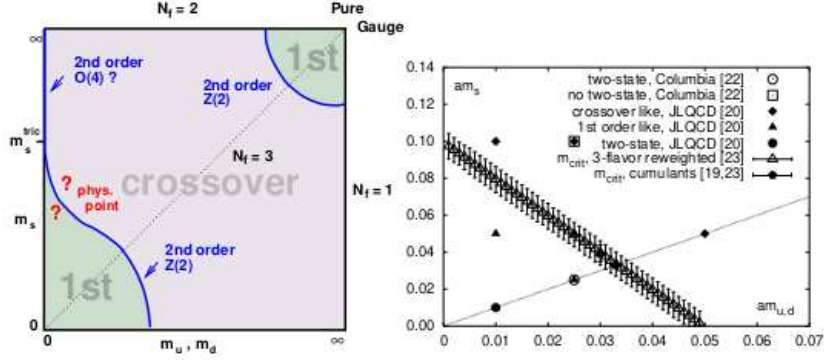 N_f = 2
Pure
Gauge
∞
2nd order
O(4) ?
2nd order
Z(2)
1st
m_s^tric
N_f = 3
?
phys.
point
crossover
?
N_f = 1
m_s
2nd order
Z(2)
1st
0
0
m_u , m_d
∞
0.14
0.12
0.10
0.08
0.06
0.04
0.02
0.00
am_s
two-state, Columbia [22]
no two-state, Columbia [22]
crossover like, JLQCD [20]
1st order like, JLQCD [20]
two-state, JLQCD [20]
m_crit, 3-flavor reweighted [23]
m_crit, cumulants [19,23]
am_u,d
0.00 0.01 0.02 0.03 0.04 0.05 0.06 0.07